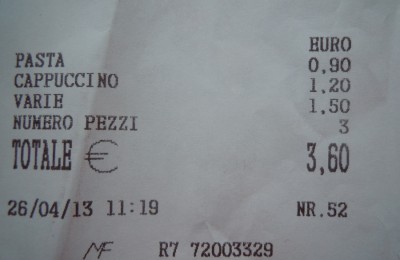 EURO
PASTA 0,90
CAPPUCCINO 1,20
VARIE 1,50
NUMERO PEZZI 3
TOTALE € 3,60
26/04/13 11:19 NR.52
MF R7 72003329